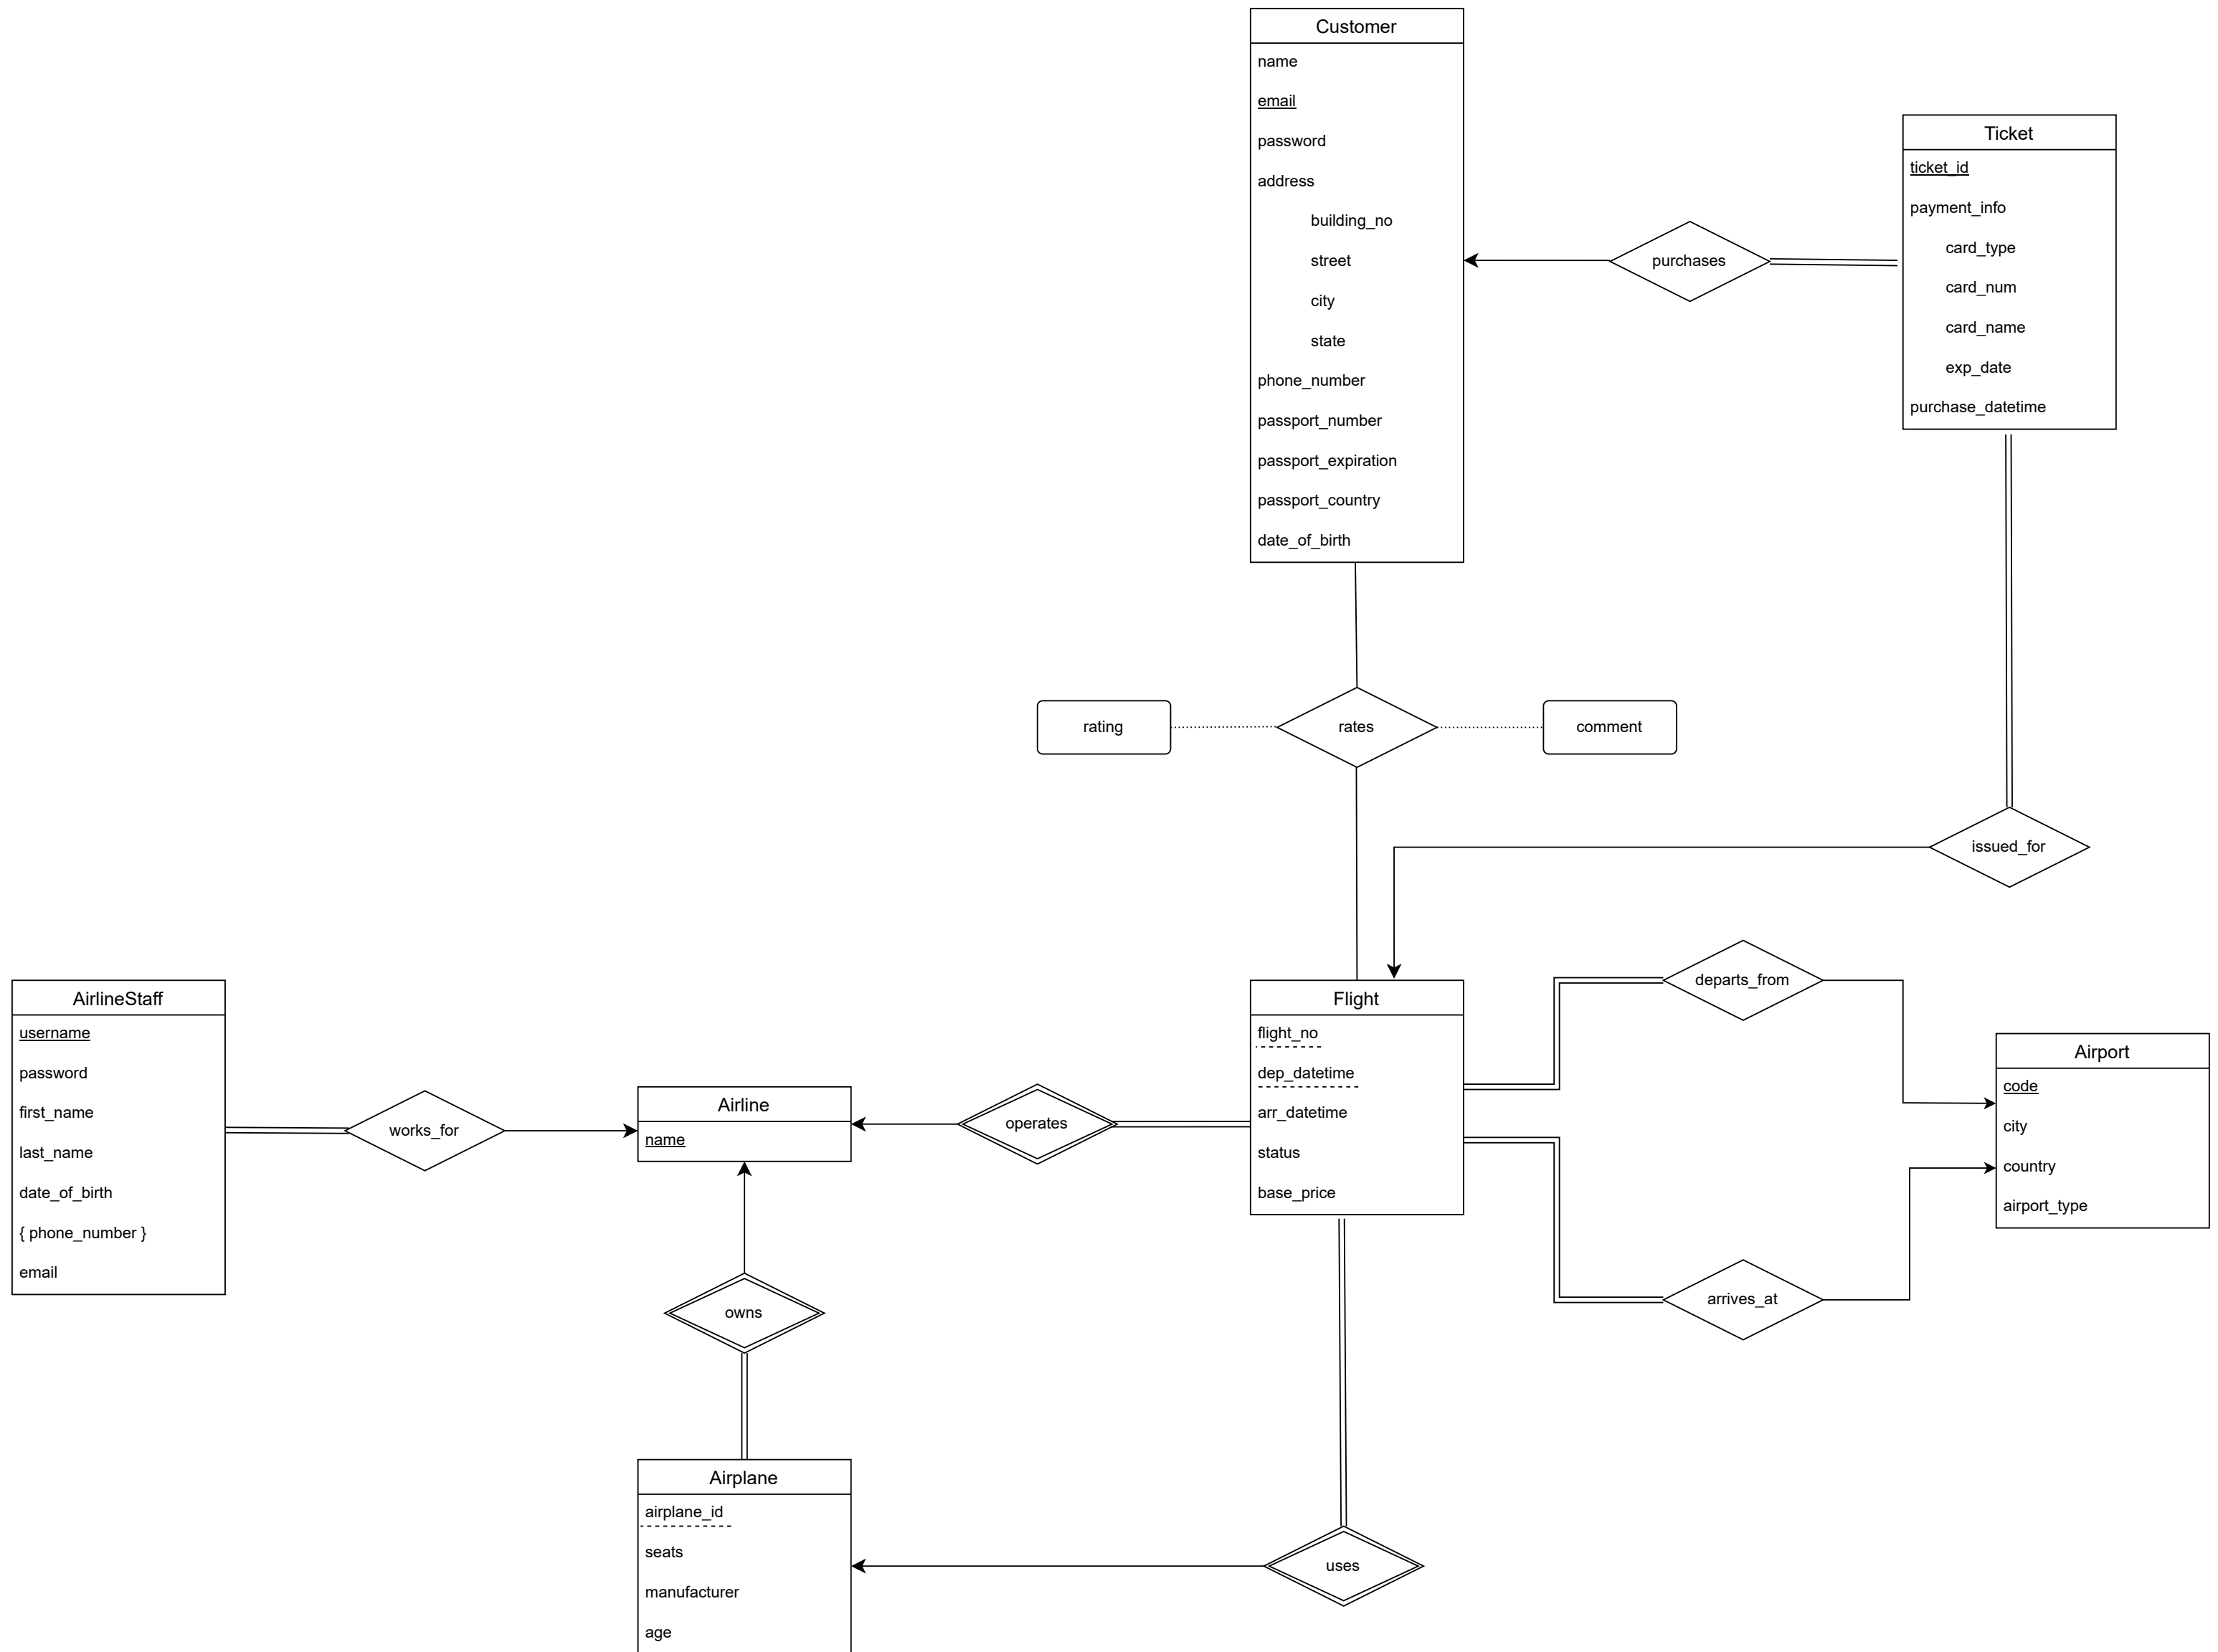 Customer
name
email
password
address
building_no
street
city
state
phone_number
passport_number
passport_expiration
passport_country
date_of_birth
purchases
Ticket
ticket_id
payment_info
card_type
card_num
card_name
exp_date
purchase_datetime
rating
rates
comment
issued_for
AirlineStaff
username
password
first_name
last_name
date_of_birth
{ phone_number }
email
works_for
Airline
name
operates
Flight
flight_no
dep_datetime
arr_datetime
status
base_price
departs_from
arrives_at
Airport
code
city
country
airport_type
owns
Airplane
airplane_id
seats
manufacturer
age
uses